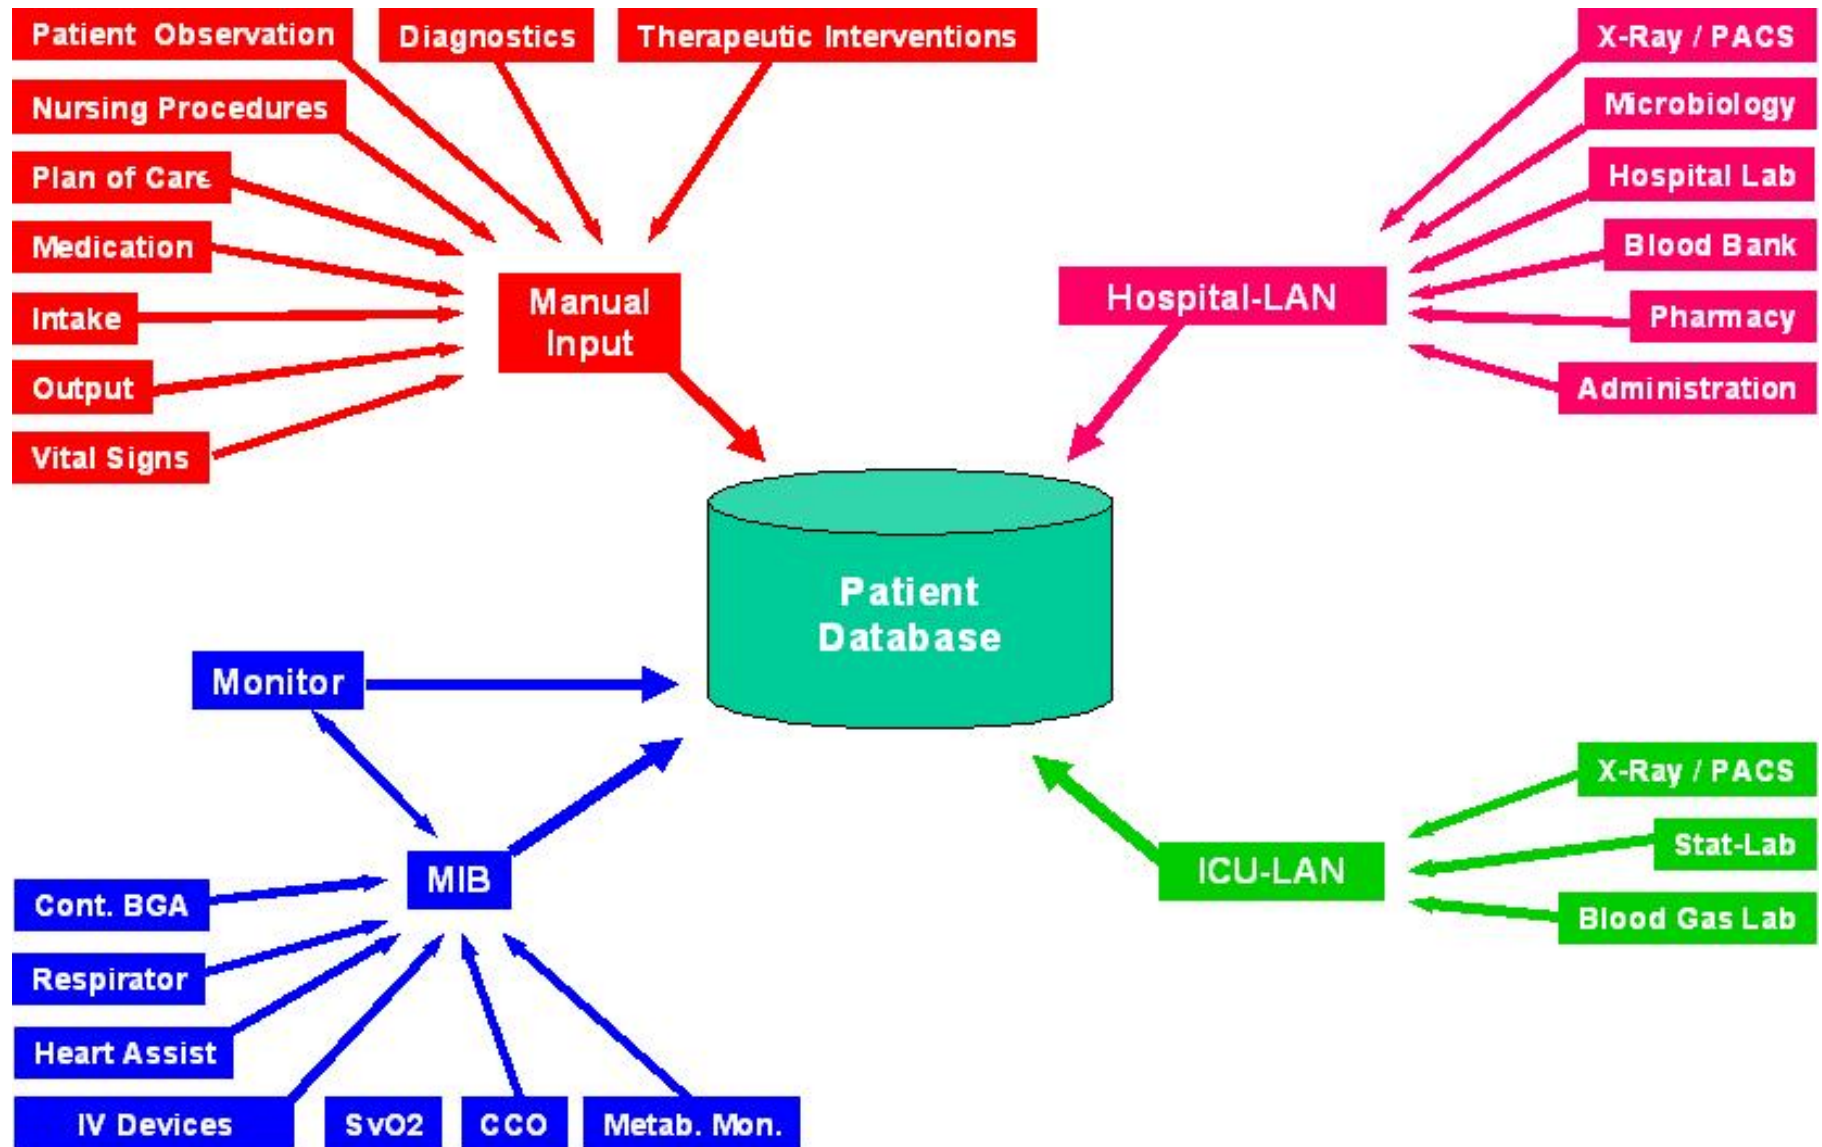 Patient Observation
Diagnostics
Therapeutic Interventions
Nursing Procedures
Plan of Care
Medication
Intake
Output
Vital Signs
Manual
Input
X-Ray / PACS
Microbiology
Hospital Lab
Blood Bank
Pharmacy
Administration
Hospital-LAN
Patient
Database
Monitor
MIB
Cont. BGA
Respirator
Heart Assist
IV Devices
SvO2
CCO
Metab. Mon.
ICU-LAN
X-Ray / PACS
Stat-Lab
Blood Gas Lab